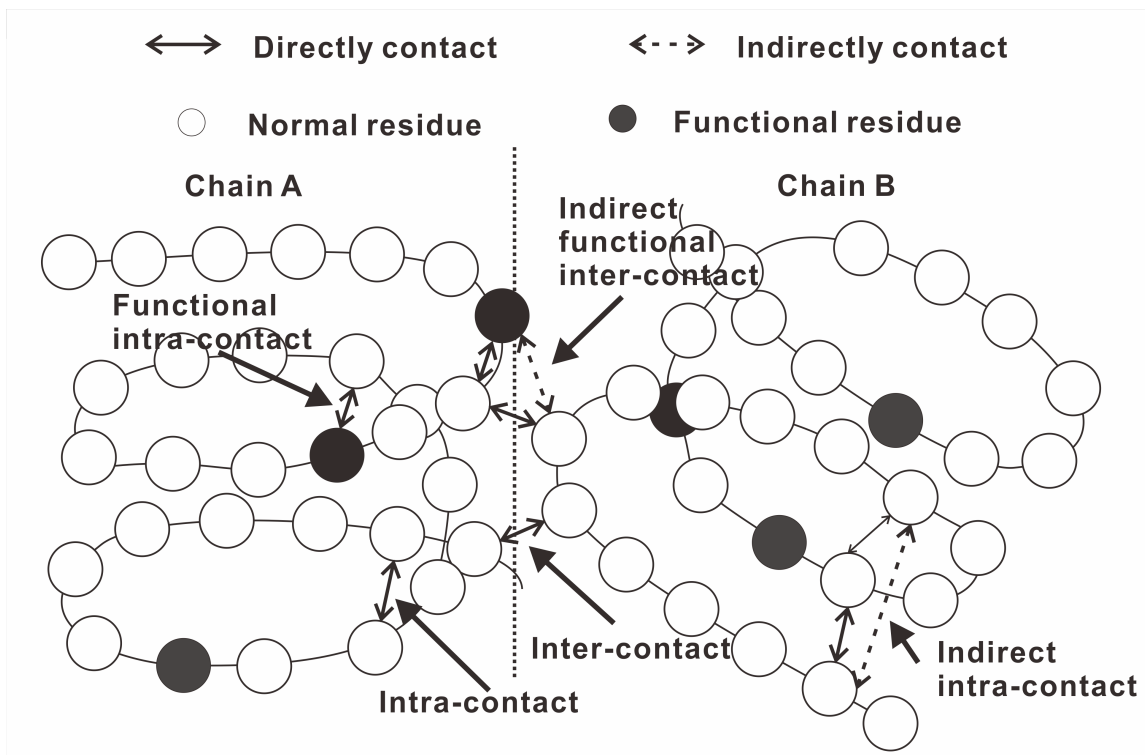 Directly contact
Indirectly contact
Normal residue
Functional residue
Chain A
Chain B
Indirect
functional
inter-contact
Functional
intra-contact
Inter-contact
Indirect
intra-contact
Intra-contact